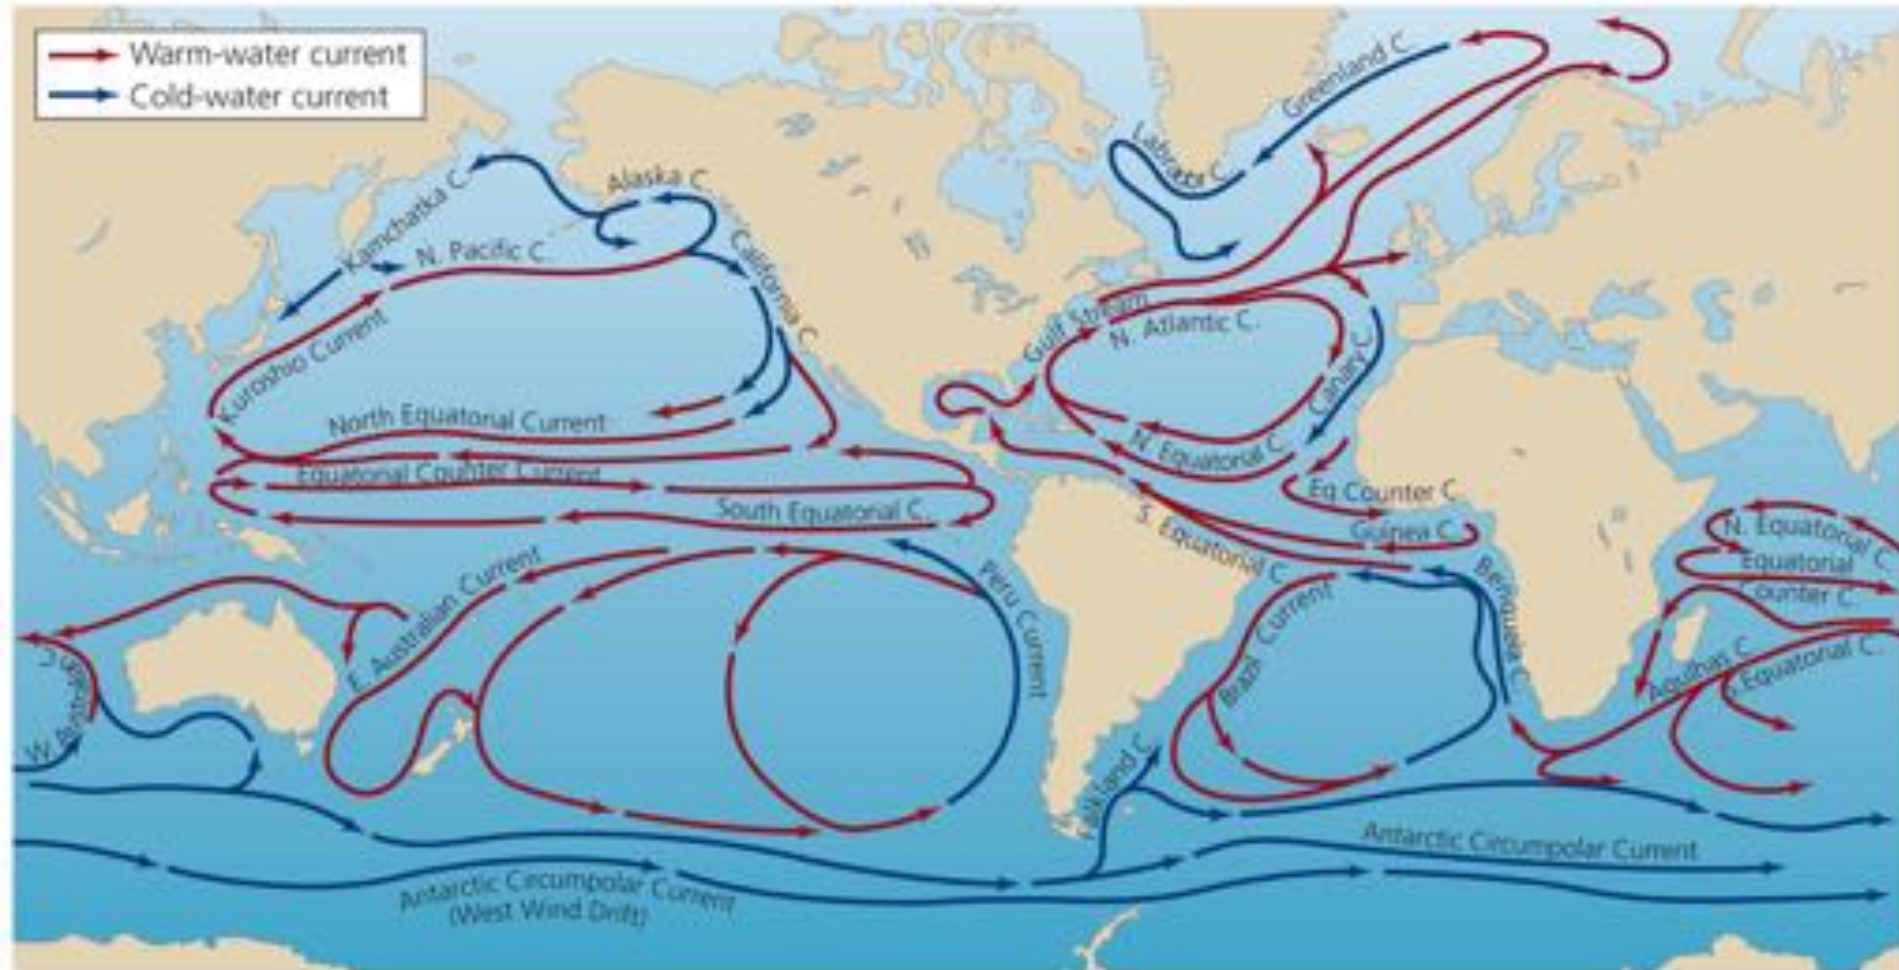 Warm-water current
Cold-water current
Greenland C.
Labrador C.
Alaska C.
Kamchatka C.
N. Pacific C.
California C.
Kuroshio Current
Gulf Stream
N. Atlantic C.
Canary C.
North Equatorial Current
N. Equatorial C.
Equatorial Counter Current
Eq Counter C.
South Equatorial C.
Guinea C.
S. Equatorial C.
N. Equatorial C.
Equatorial
Counter C.
E. Australian Current
Peru Current
Brazil Current
Benguela C.
Agulhas C.
Equatorial C.
W. Australian C.
Falkland C.
Antarctic Circumpolar Current
Antarctic Circumpolar Current
(West Wind Drift)